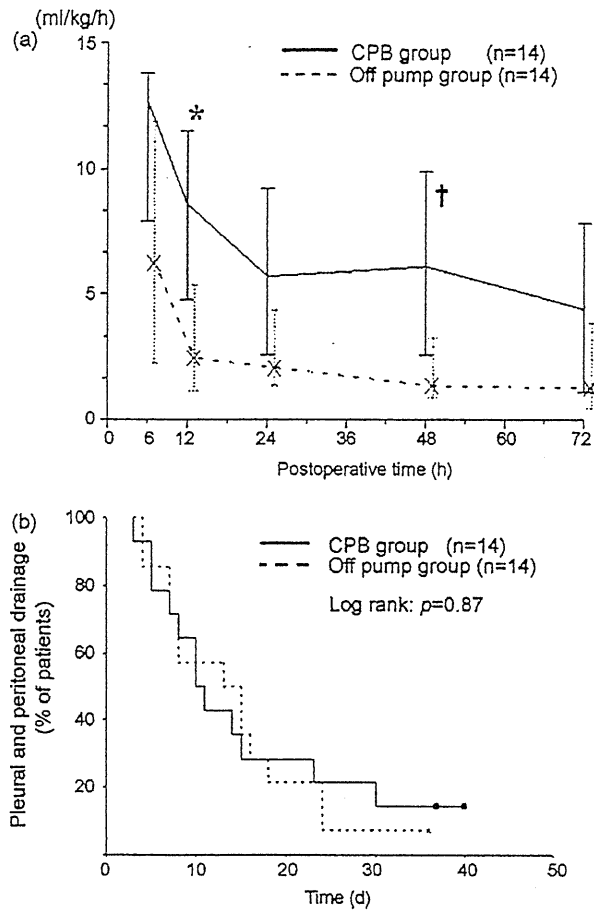 (ml/kg/h)
(a)
15
10
5
0
CPB group (n=14)
Off pump group (n=14)
*
†
0 6 12 24 36 48 60 72
Postoperative time (h)
(b)
100
80
60
40
20
0
CPB group (n=14)
Off pump group (n=14)
Log rank: p=0.87
Pleural and peritoneal drainage
(% of patients)
10 20 30 40 50
Time (d)